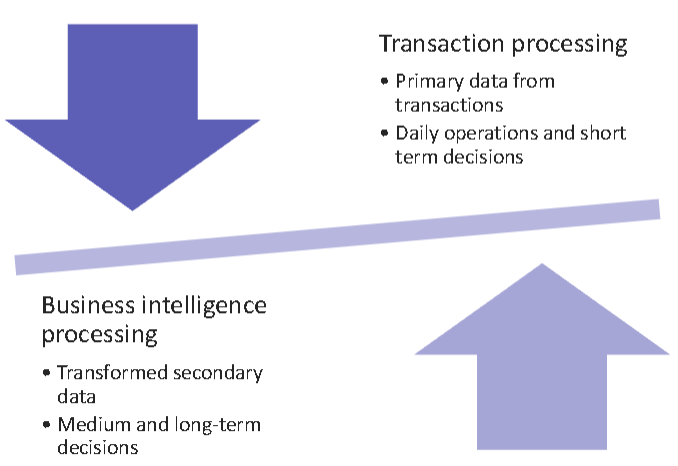 Transaction processing
• Primary data from
transactions
• Daily operations and short
term decisions
Business intelligence
processing
• Transformed secondary
data
• Medium and long-term
decisions